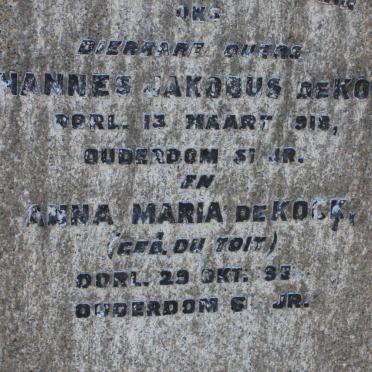 ONS
DIERBARE OUERS
HANNES JAKOBUS DE KO
OORL. 13 MAART 1918,
OUDERDOM 51 JR.
EN
ANNA MARIA DE KOCK.
(GEB. DU TOIT)
OORL. 29 OKT.
OUDERDOM JR.